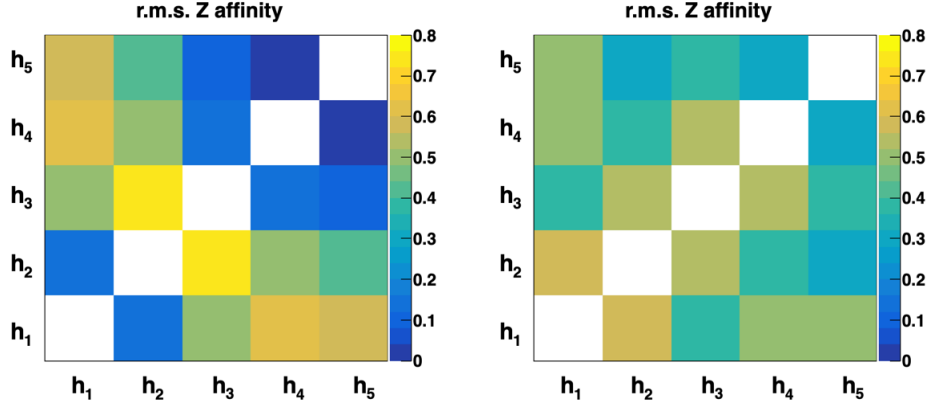 r.m.s. Z affinity
h₅
h₄
h₃
h₂
h₁
h₁ h₂ h₃ h₄ h₅
0.8
0.7
0.6
0.5
0.4
0.3
0.2
0.1
0
r.m.s. Z affinity
h₅
h₄
h₃
h₂
h₁
h₁ h₂ h₃ h₄ h₅
0.8
0.7
0.6
0.5
0.4
0.3
0.2
0.1
0